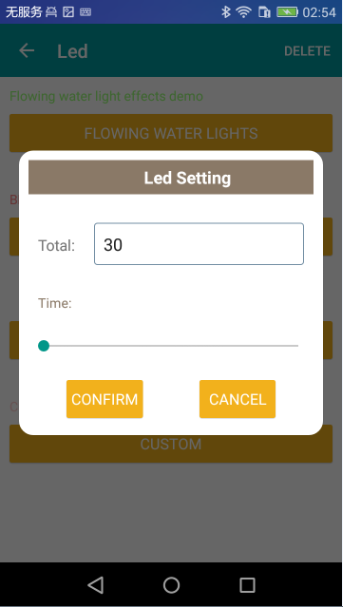 无服务 02:54
Led DELETE
Flowing water light effects demo
FLOWING WATER LIGHTS
Led Setting
Total: 30
Time:
CONFIRM CANCEL
CUSTOM